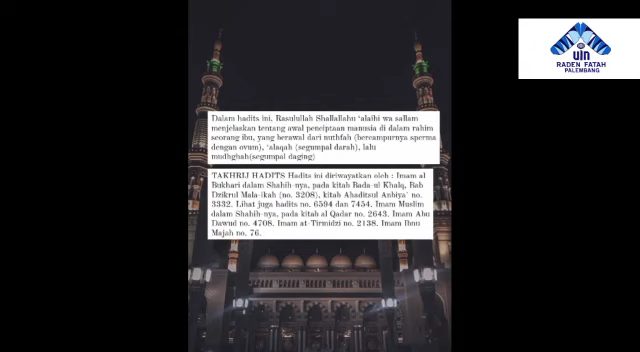 Dalam hadits ini, Rasulullah Shallallahu 'alaihi wa sallam
menjelaskan tentang awal penciptaan manusia di dalam rahim
seorang ibu, yang berawal dari nuthfah (bercampurnya sperma
dengan ovum), 'alaqah (segumpal darah), lalu
mudhghah(segumpal daging)
TAKHRIJ HADITS Hadits ini diriwayatkan oleh : Imam al
Bukhari dalam Shahih-nya, pada kitab Bada-ul Khalq, Bab
Dzikrul Mala-ikah (no. 3208), kitab Ahaditsul Anbiya' no.
3332. Lihat juga hadits no. 6594 dan 7454. Imam Muslim
dalam Shahih-nya, pada kitab al Qadar no. 2643. Imam Abu
Dawud no. 4708. Imam at-Tirmidzi no. 2138. Imam Ibnu
Majah no. 76.
uin
RADEN FATAH
PALEMBANG